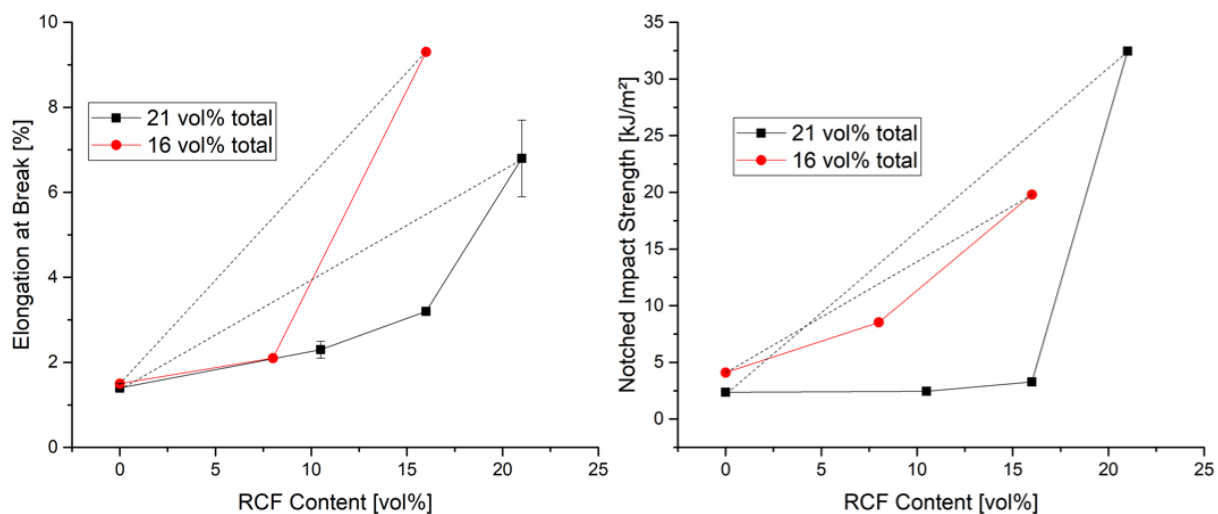 Elongation at Break [%]
10
8
6
4
2
0
21 vol% total
16 vol% total
0 5 10 15 20 25
RCF Content [vol%]
Notched Impact Strength [kJ/m²]
35
30
25
20
15
10
5
0
21 vol% total
16 vol% total
0 5 10 15 20 25
RCF Content [vol%]